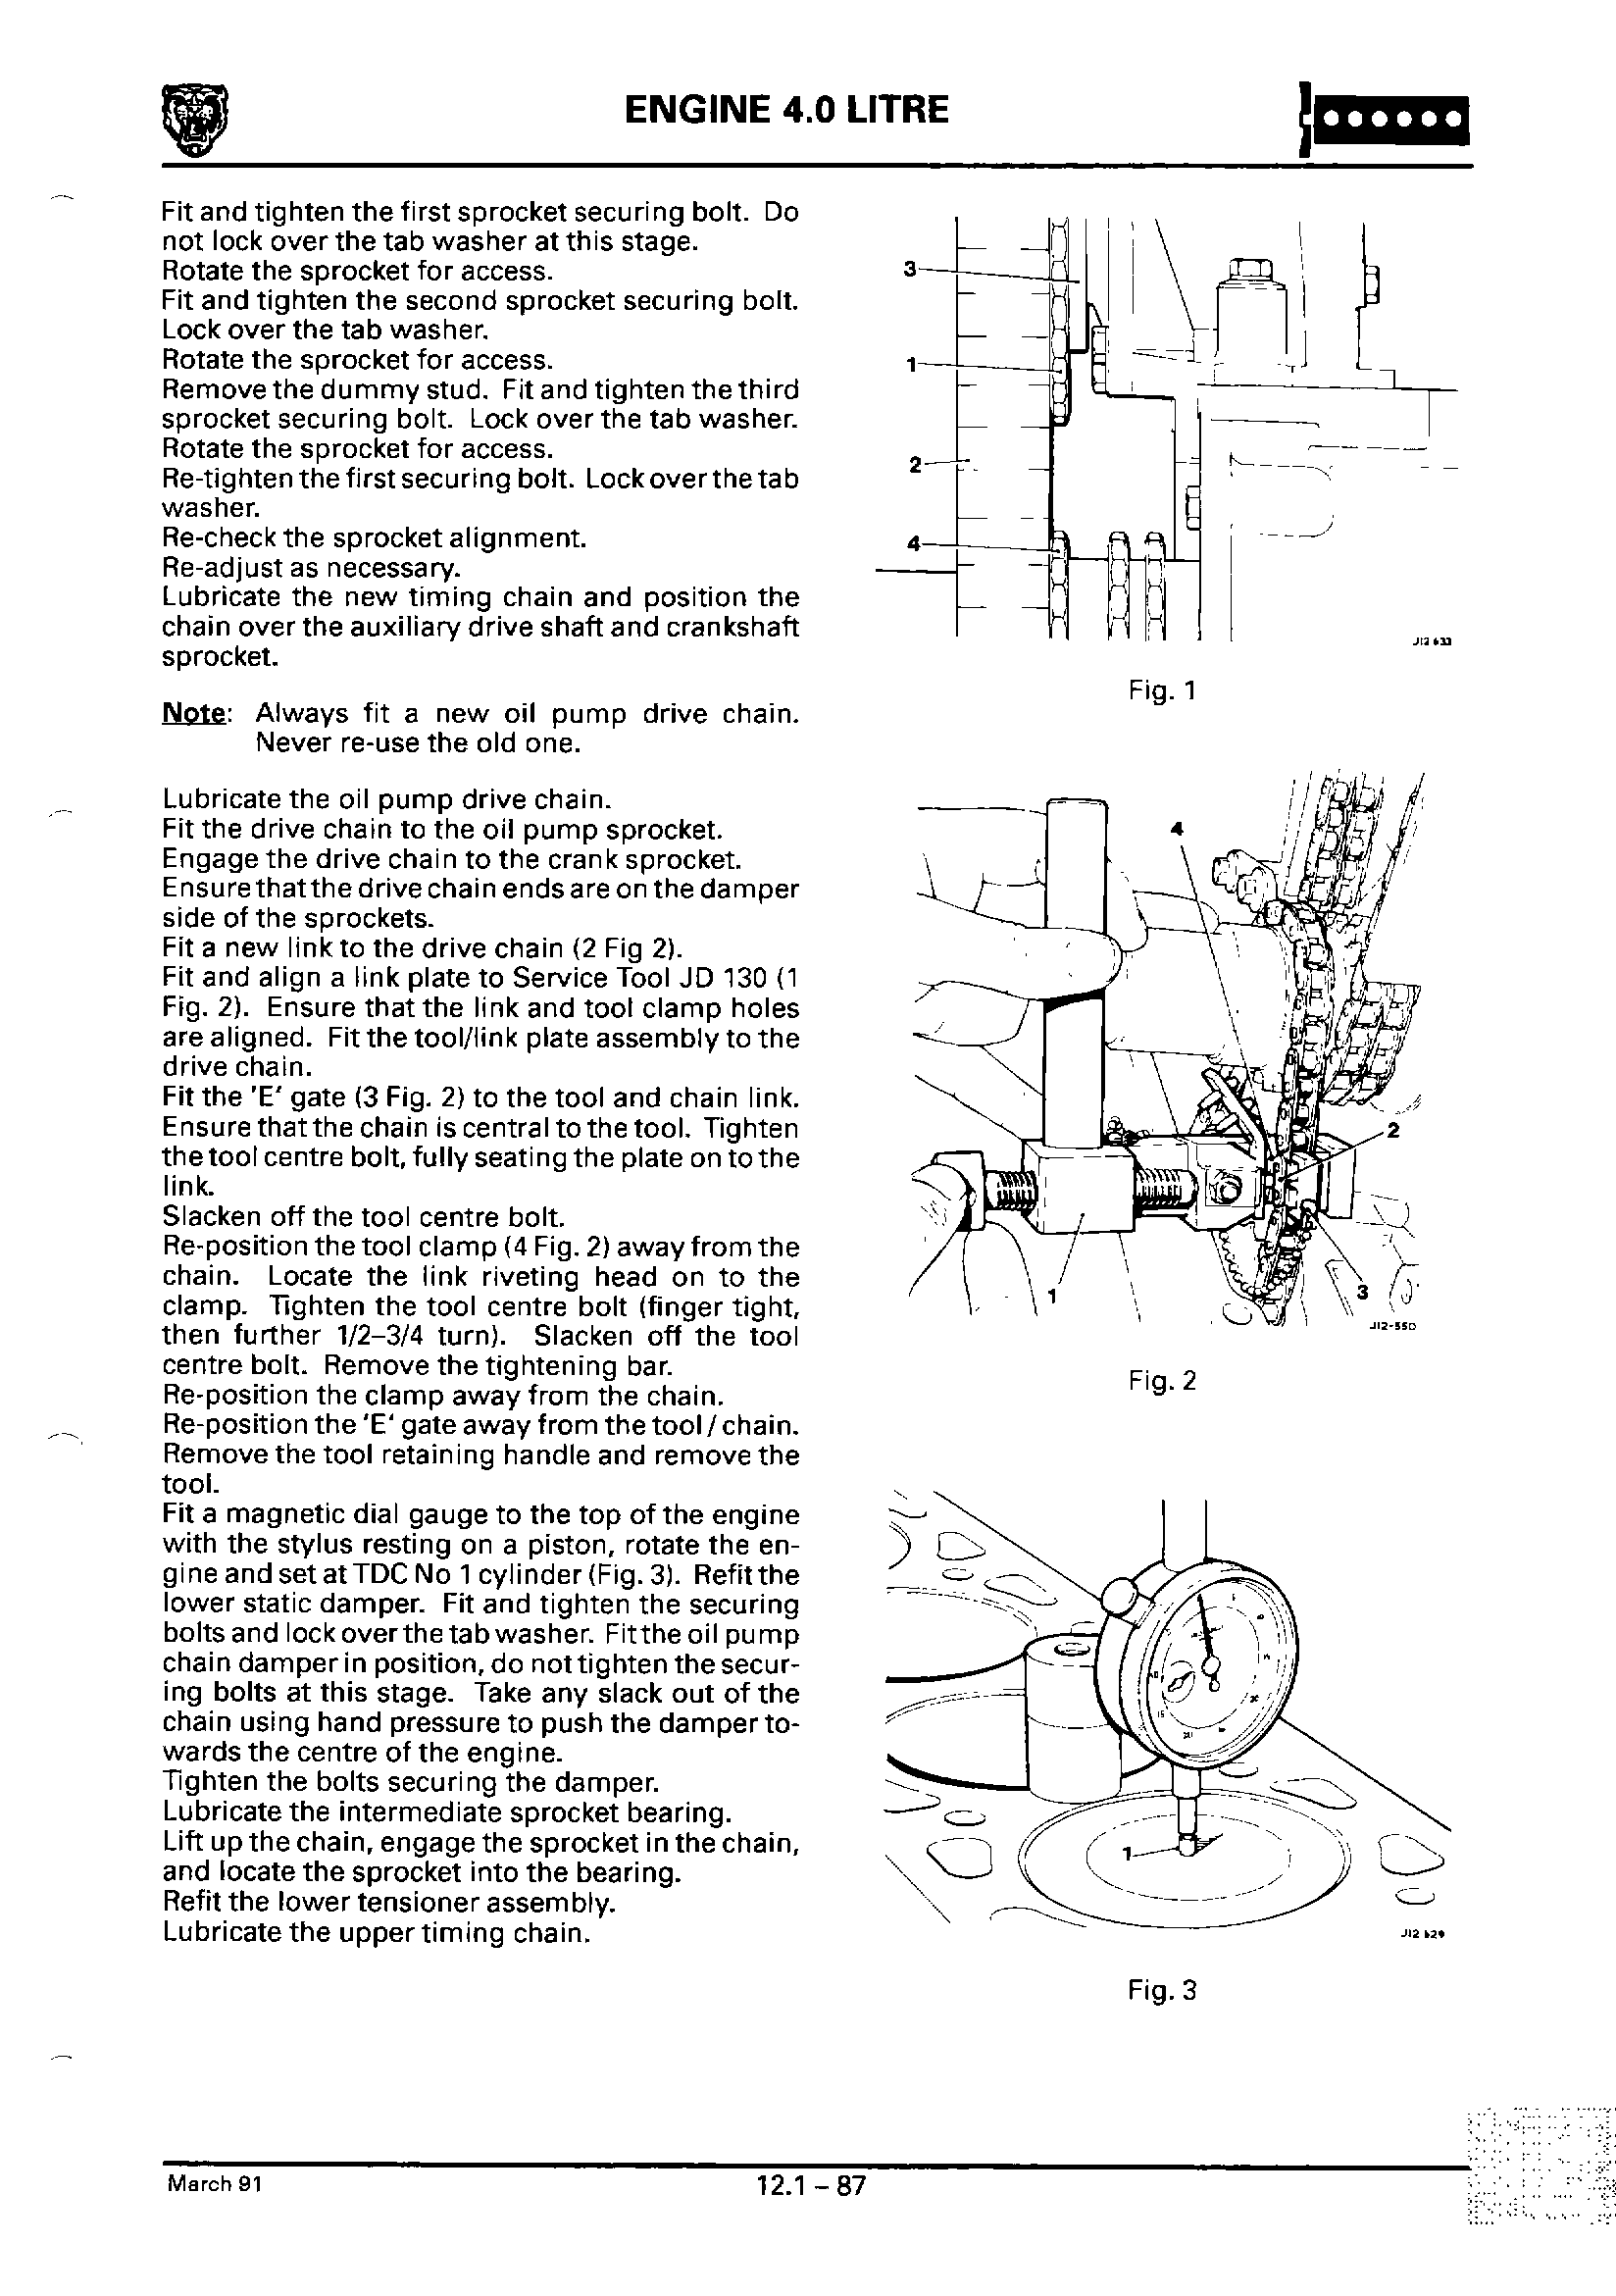 ENGINE 4.0 LITRE
Fit and tighten the first sprocket securing bolt. Do
not lock over the tab washer at this stage.
Rotate the sprocket for access.
Fit and tighten the second sprocket securing bolt.
Lock over the tab washer.
Rotate the sprocket for access.
Remove the dummy stud. Fit and tighten the third
sprocket securing bolt. Lock over the tab washer.
Rotate the sprocket for access.
Re-tighten the first securing bolt. Lock over the tab
washer.
Re-check the sprocket alignment.
Re-adjust as necessary.
Lubricate the new timing chain and position the
chain over the auxiliary drive shaft and crankshaft
sprocket.
Note: Always fit a new oil pump drive chain.
Never re-use the old one.
Lubricate the oil pump drive chain.
Fit the drive chain to the oil pump sprocket.
Engage the drive chain to the crank sprocket.
Ensure that the drive chain ends are on the damper
side of the sprockets.
Fit a new link to the drive chain (2 Fig 2).
Fit and align a link plate to Service Tool JD 130 (1
Fig. 2). Ensure that the link and tool clamp holes
are aligned. Fit the tool/link plate assembly to the
drive chain.
Fit the 'E' gate (3 Fig. 2) to the tool and chain link.
Ensure that the chain is central to the tool. Tighten
the tool centre bolt, fully seating the plate on to the
link.
Slacken off the tool centre bolt.
Re-position the tool clamp (4 Fig. 2) away from the
chain. Locate the link riveting head on to the
clamp. Tighten the tool centre bolt (finger tight,
then further 1/2–3/4 turn). Slacken off the tool
centre bolt. Remove the tightening bar.
Re-position the clamp away from the chain.
Re-position the 'E' gate away from the tool / chain.
Remove the tool retaining handle and remove the
tool.
Fit a magnetic dial gauge to the top of the engine
with the stylus resting on a piston, rotate the en-
gine and set at TDC No 1 cylinder (Fig. 3). Refit the
lower static damper. Fit and tighten the securing
bolts and lock over the tab washer. Fit the oil pump
chain damper in position, do not tighten the secur-
ing bolts at this stage. Take any slack out of the
chain using hand pressure to push the damper to-
wards the centre of the engine.
Tighten the bolts securing the damper.
Lubricate the intermediate sprocket bearing.
Lift up the chain, engage the sprocket in the chain,
and locate the sprocket into the bearing.
Refit the lower tensioner assembly.
Lubricate the upper timing chain.
3
1
2
4
J12 633
Fig. 1
4
2
1
3
J12-550
Fig. 2
1
J12 629
Fig. 3
March 91
12.1 – 87